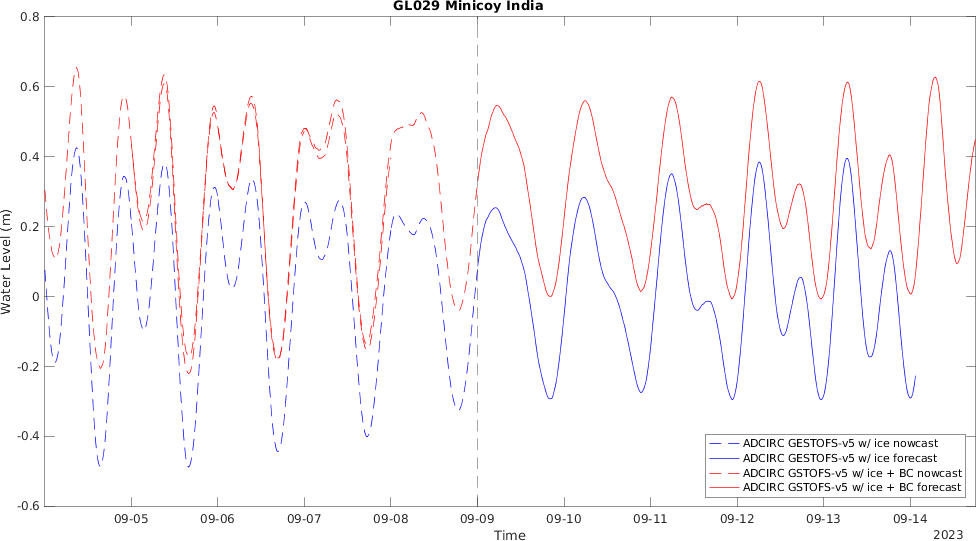 GL029 Minicoy India
0.8
0.6
0.4
0.2
0
-0.2
-0.4
-0.6
Water Level (m)
ADCIRC GESTOFS-v5 w/ ice nowcast
ADCIRC GESTOFS-v5 w/ ice forecast
ADCIRC GSTOFS-v5 w/ ice + BC nowcast
ADCIRC GSTOFS-v5 w/ ice + BC forecast
09-05 09-06 09-07 09-08 09-09 09-10 09-11 09-12 09-13 09-14
Time
2023